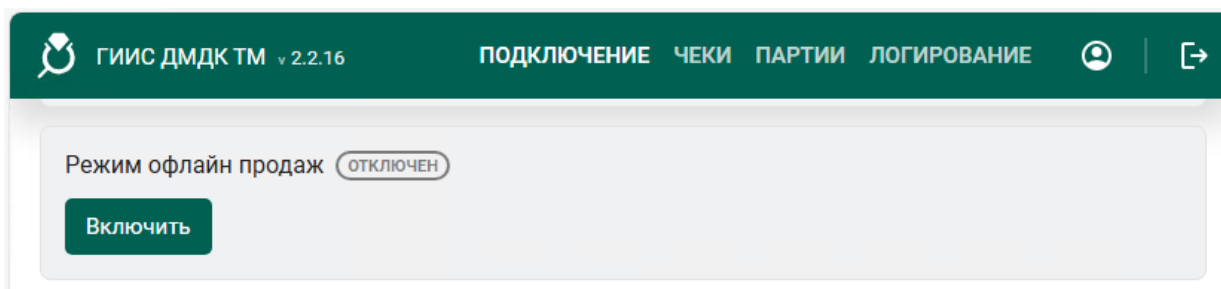 ГИИС ДМДК ТМ v 2.2.16 ПОДКЛЮЧЕНИЕ ЧЕКИ ПАРТИИ ЛОГИРОВАНИЕ
Режим офлайн продаж ОТКЛЮЧЕН
Включить